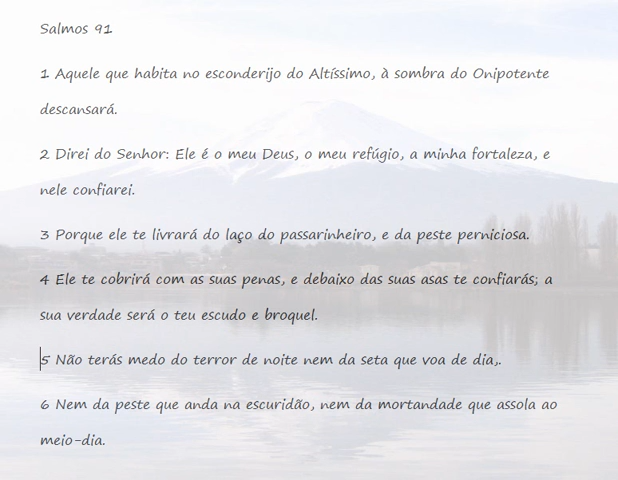 Salmos 91
1 Aquele que habita no esconderijo do Altíssimo, à sombra do Onipotente
descansará.
2 Direi do Senhor: Ele é o meu Deus, o meu refúgio, a minha fortaleza, e
nele confiarei.
3 Porque ele te livrará do laço do passarinheiro, e da peste perniciosa.
4 Ele te cobrirá com as suas penas, e debaixo das suas asas te confiarás; a
sua verdade será o teu escudo e broquel.
5 Não terás medo do terror de noite nem da seta que voa de dia,.
6 Nem da peste que anda na escuridão, nem da mortandade que assola ao
meio-dia.